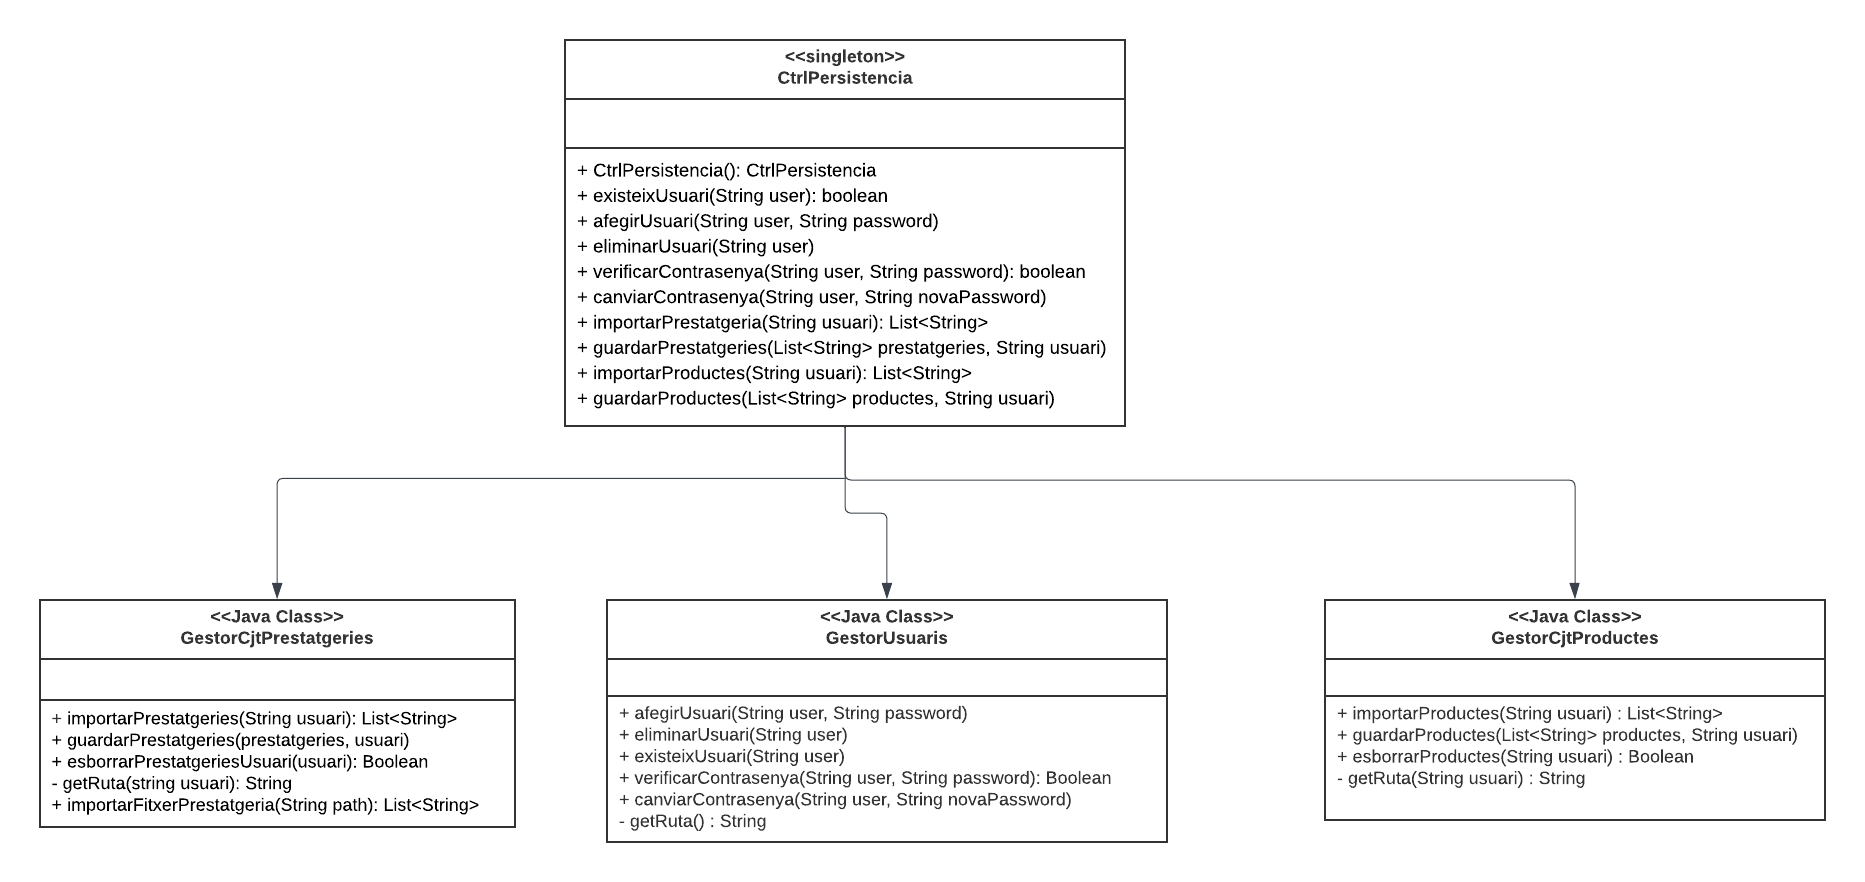 <<singleton>>
CtrlPersistencia
+ CtrlPersistencia(): CtrlPersistencia
+ existeixUsuari(String user): boolean
+ afegirUsuari(String user, String password)
+ eliminarUsuari(String user)
+ verificarContrasenya(String user, String password): boolean
+ canviarContrasenya(String user, String novaPassword)
+ importarPrestatgeria(String usuari): List<String>
+ guardarPrestatgeries(List<String> prestatgeries, String usuari)
+ importarProductes(String usuari): List<String>
+ guardarProductes(List<String> productes, String usuari)
<<Java Class>>
GestorCjtPrestatgeries
+ importarPrestatgeries(String usuari): List<String>
+ guardarPrestatgeries(prestatgeries, usuari)
+ esborrarPrestatgeriesUsuari(usuari): Boolean
- getRuta(string usuari): String
+ importarFitxerPrestatgeria(String path): List<String>
<<Java Class>>
GestorUsuaris
+ afegirUsuari(String user, String password)
+ eliminarUsuari(String user)
+ existeixUsuari(String user)
+ verificarContrasenya(String user, String password): Boolean
+ canviarContrasenya(String user, String novaPassword)
- getRuta() : String
<<Java Class>>
GestorCjtProductes
+ importarProductes(String usuari) : List<String>
+ guardarProductes(List<String> productes, String usuari)
+ esborrarProductes(String usuari) : Boolean
- getRuta(String usuari) : String